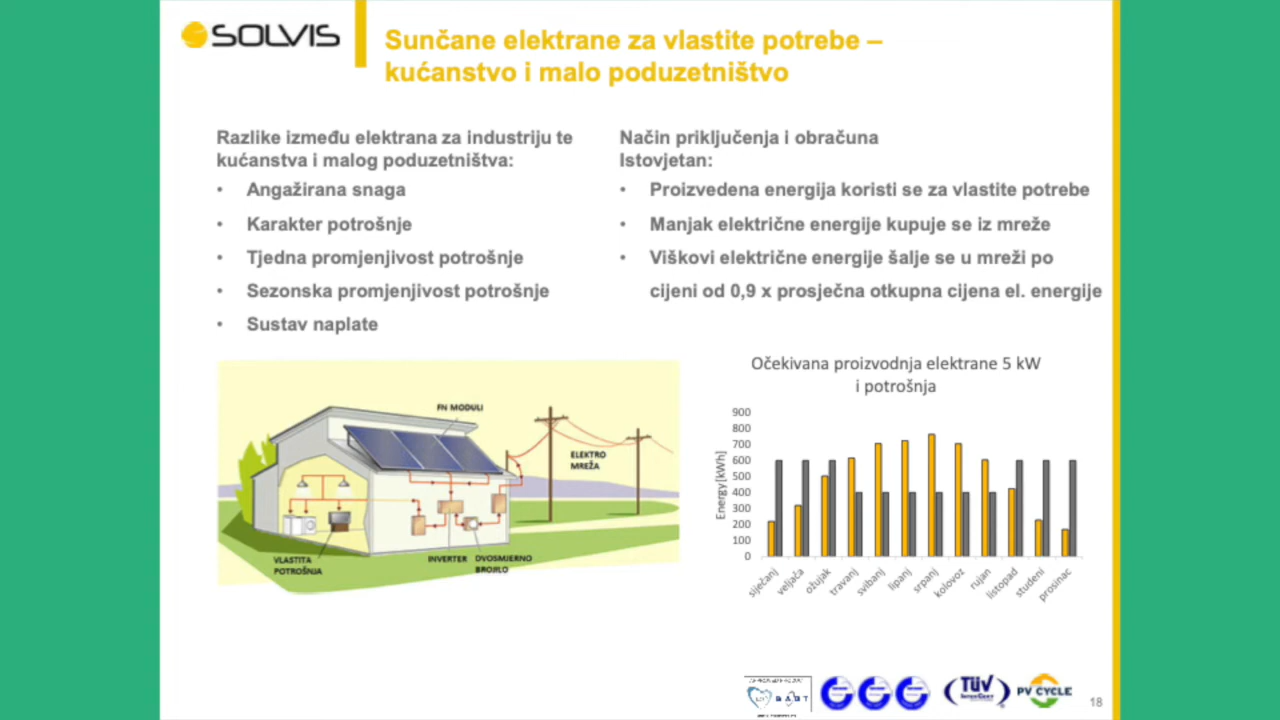 SOLVIS
Sunčane elektrane za vlastite potrebe –
kućanstvo i malo poduzetništvo
Razlike između elektrana za industriju te
kućanstva i malog poduzetništva:
• Angažirana snaga
• Karakter potrošnje
• Tjedna promjenjivost potrošnje
• Sezonska promjenjivost potrošnje
• Sustav naplate
Način priključenja i obračuna
Istovjetan:
• Proizvedena energija koristi se za vlastite potrebe
• Manjak električne energije kupuje se iz mreže
• Viškovi električne energije šalje se u mreži po
cijeni od 0,9 x prosječna otkupna cijena el. energije
FN MODULI
ELEKTRO
MREŽA
VLASTITA
POTROŠNJA
INVERTER
DVOSMJERNO
BROJILO
Očekivana proizvodnja elektrane 5 kW
i potrošnja
Energy[kWh]
900
800
700
600
500
400
300
200
100
0
siječanj
veljača
ožujak
travanj
svibanj
lipanj
srpanj
kolovoz
rujan
listopad
studeni
prosinac
TÜV
INTERCERT
PV CYCLE
18